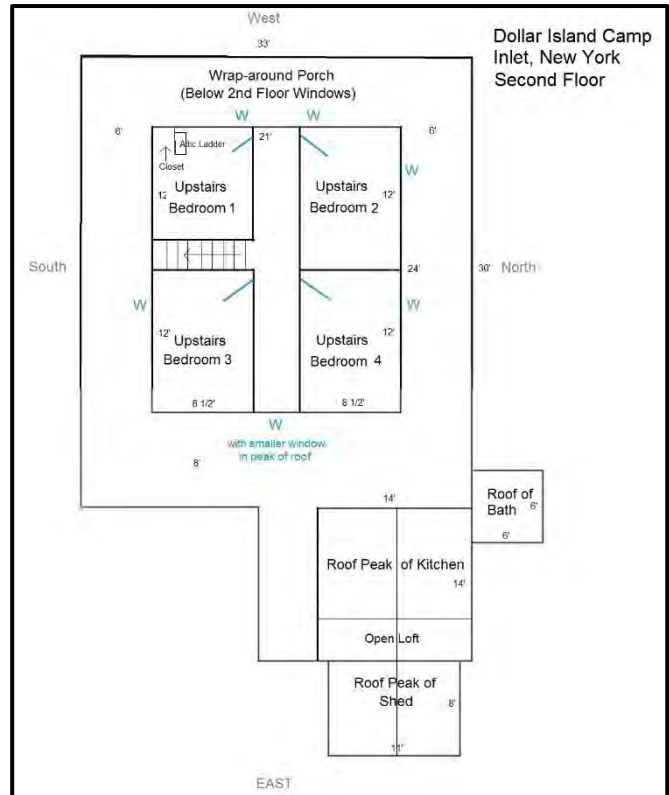 West
33'
Dollar Island Camp
Inlet, New York
Second Floor
Wrap-around Porch
(Below 2nd Floor Windows)
W
W
6'
21'
6'
Attic Ladder
Closet
W
12
Upstairs
Bedroom 1
Upstairs
Bedroom 2
12'
South
24'
30'
North
W
W
12'
Upstairs
Bedroom 3
Upstairs
Bedroom 4
12'
8 1/2'
8 1/2'
W
with smaller window
in peak of roof
8'
14'
Roof of
Bath
6'
6'
Roof Peak of Kitchen
14'
Open Loft
Roof Peak of
Shed
8'
11'
EAST